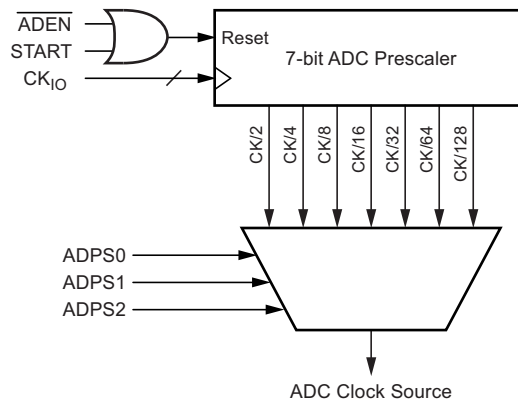 ADEN
START
CK_IO
Reset
7-bit ADC Prescaler
CK/2
CK/4
CK/8
CK/16
CK/32
CK/64
CK/128
ADPS0
ADPS1
ADPS2
ADC Clock Source